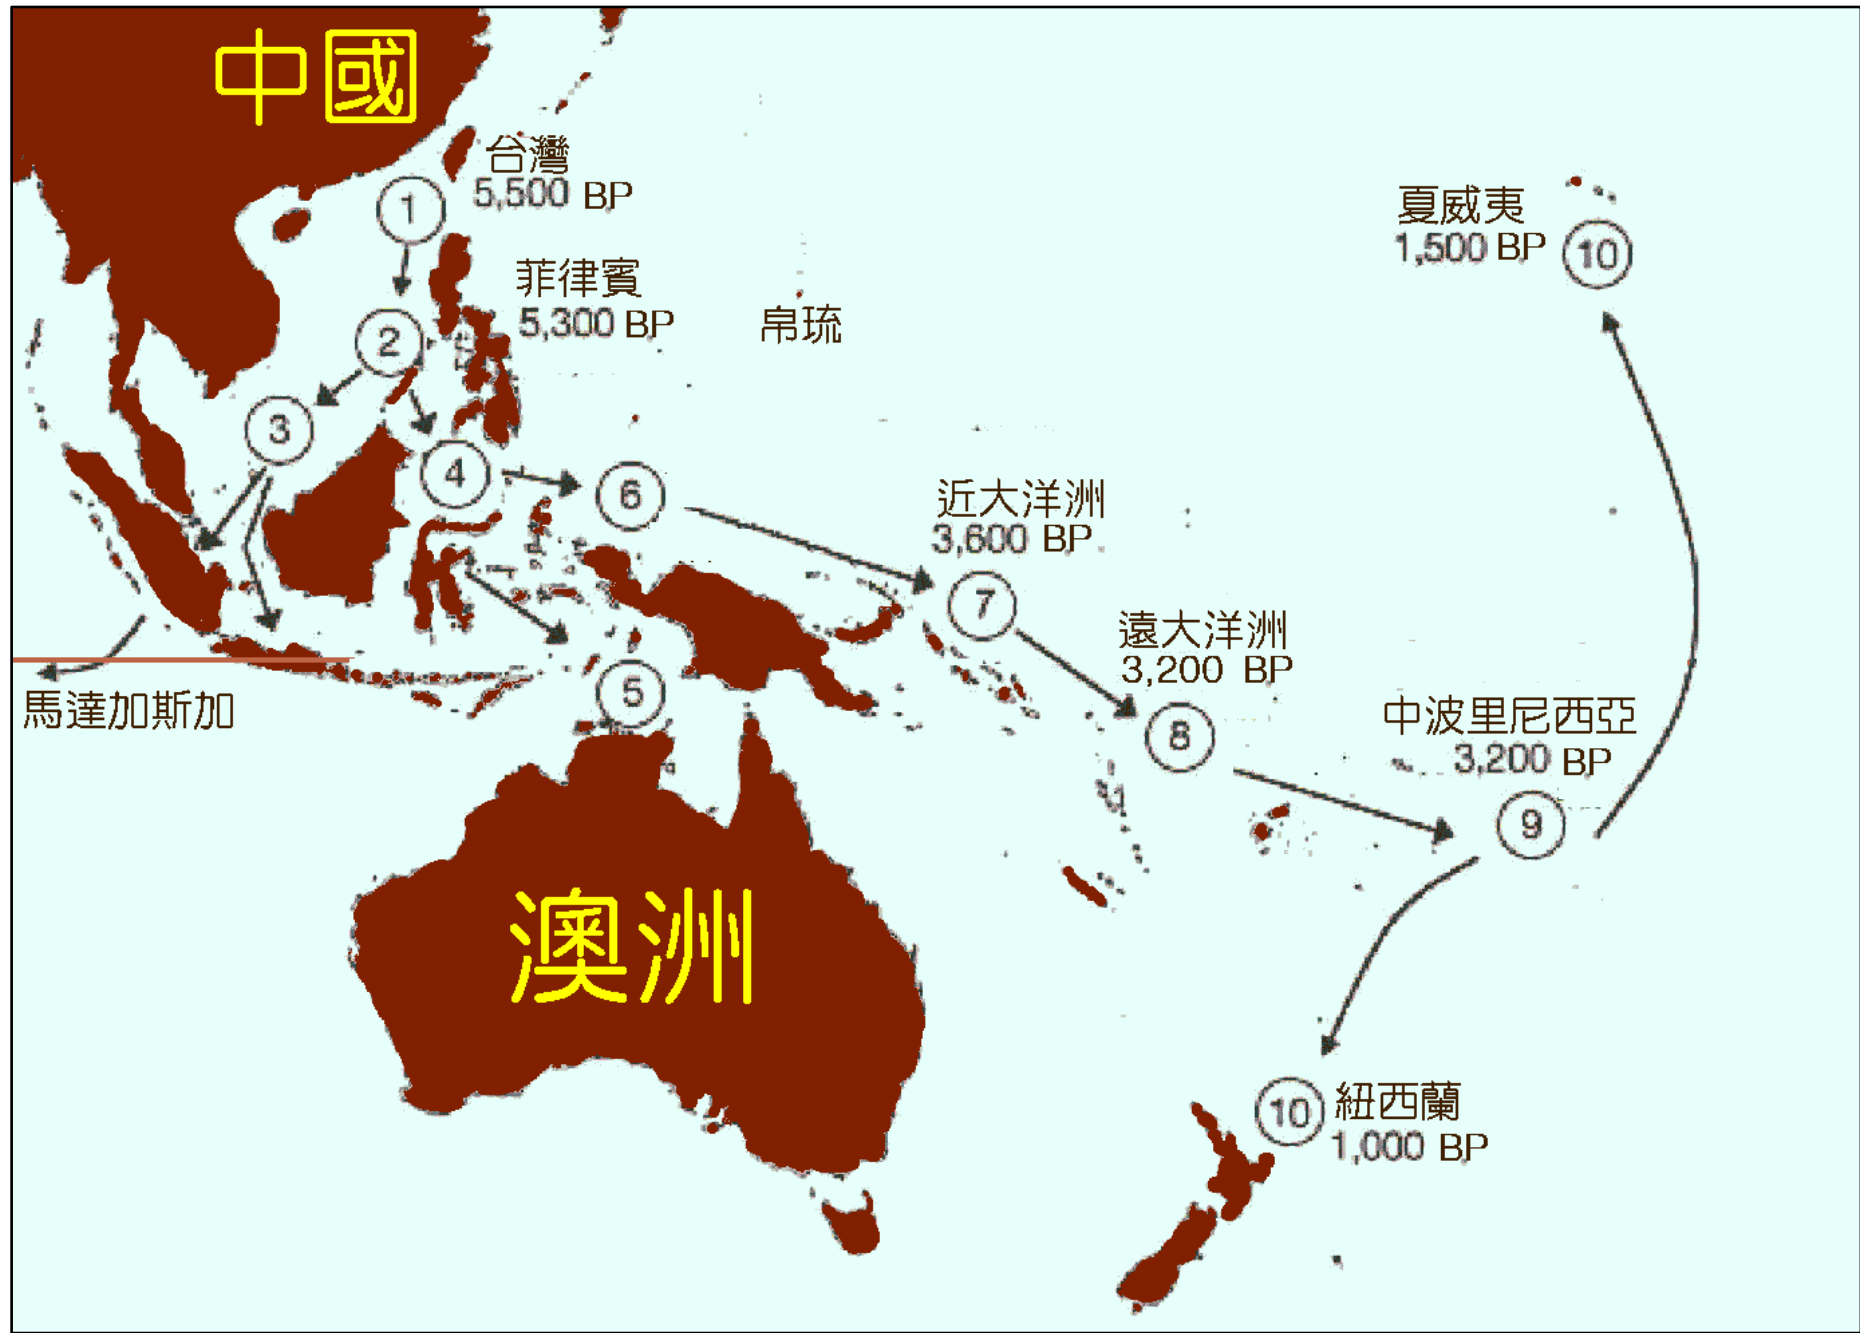 中國
台灣
5,500 BP
1
夏威夷
1,500 BP
10
菲律賓
5,300 BP
帛琉
2
3
4
6
近大洋洲
3,600 BP
7
遠大洋洲
3,200 BP
5
馬達加斯加
8
中波里尼西亞
3,200 BP
9
澳洲
10
紐西蘭
1,000 BP